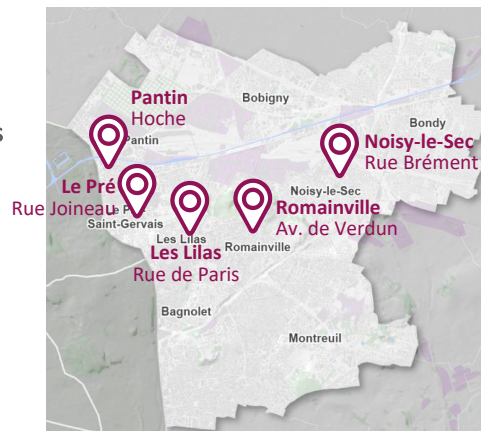 Pantin
Hoche
Bobigny
Bondy
s
Pantin
Noisy-le-Sec
Rue Brément
Le Pré
Rue Joineau
Saint-Gervais
Noisy-le-Sec
Romainville
Av. de Verdun
Les Lilas
Romainville
Les Lilas
Rue de Paris
Bagnolet
Montreuil